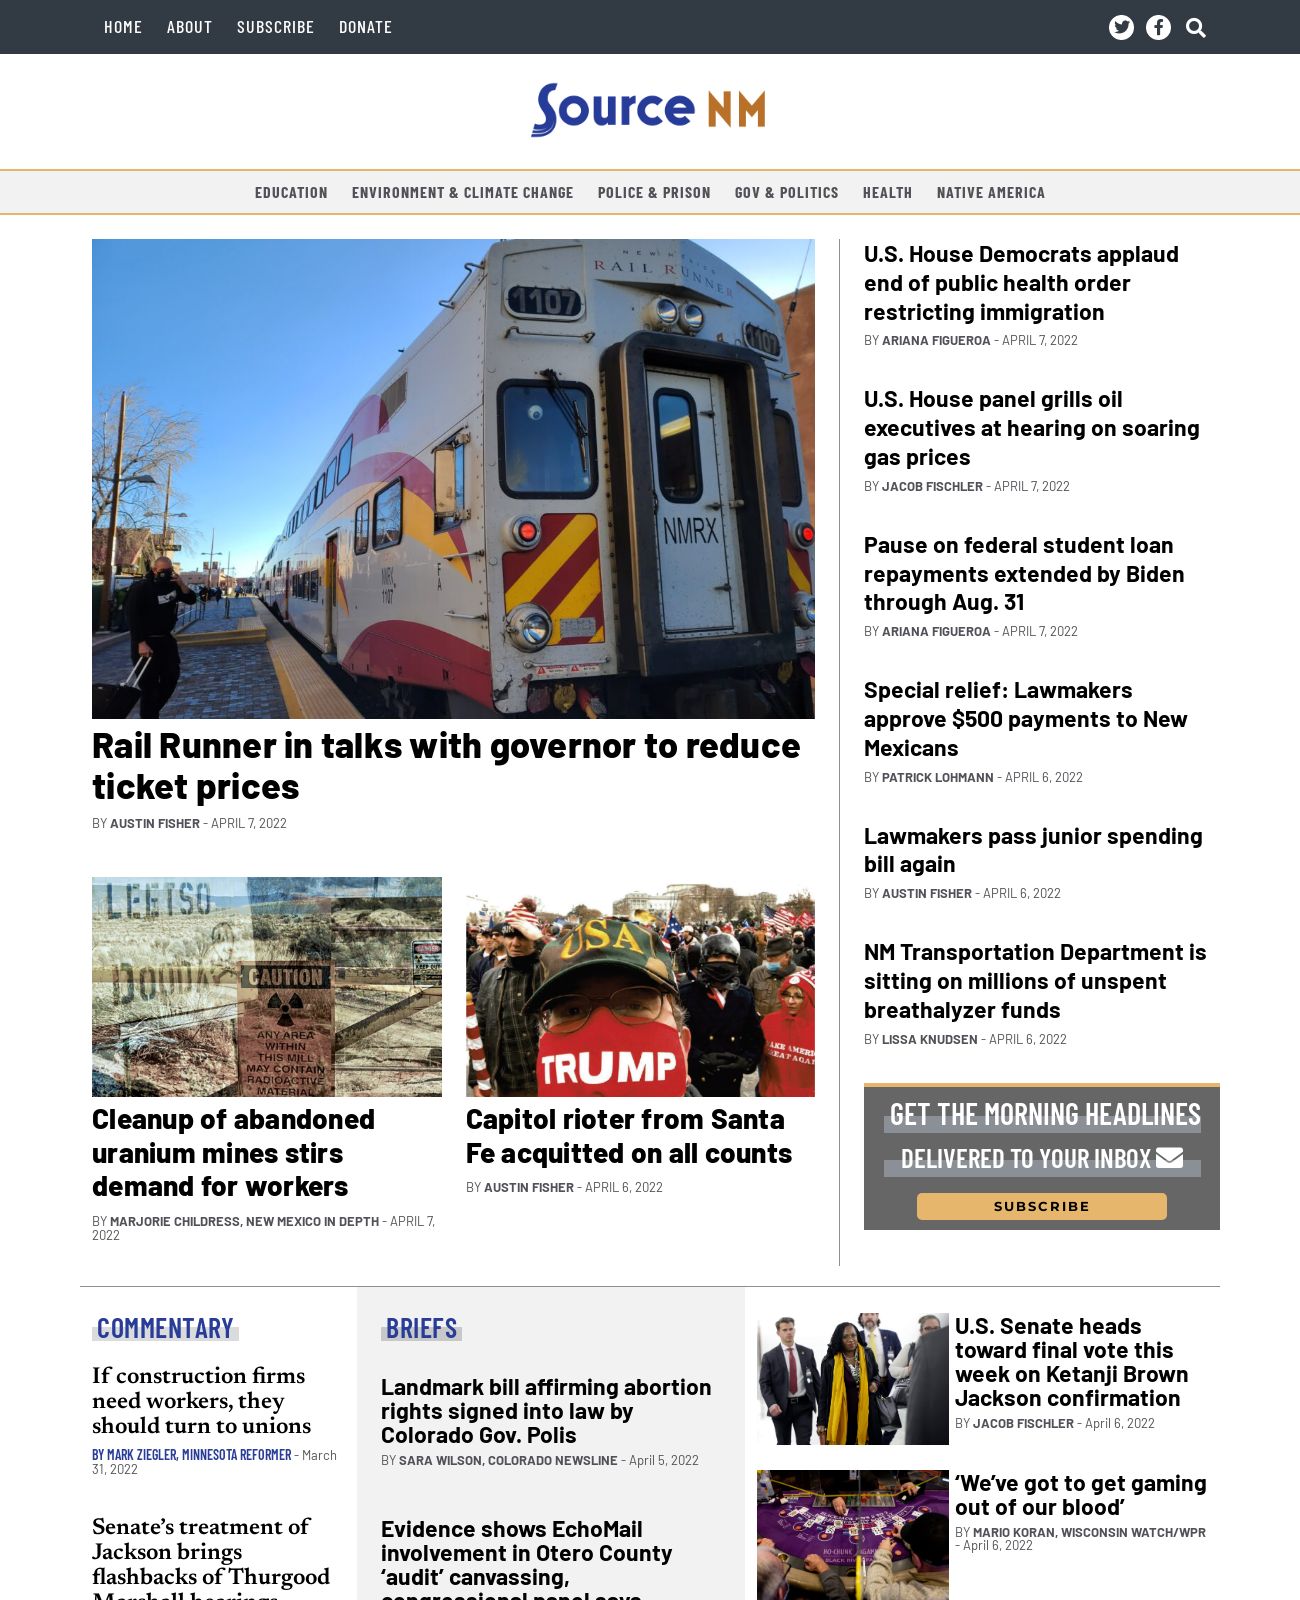 HOME ABOUT SUBSCRIBE DONATE
Source NM
EDUCATION ENVIRONMENT & CLIMATE CHANGE POLICE & PRISON GOV & POLITICS HEALTH NATIVE AMERICA
NEW MEXICO
RAIL RUNNER
1107
1107
NMRX
NMRX
1107
Rail Runner in talks with governor to reduce
ticket prices
BY AUSTIN FISHER - APRIL 7, 2022
CAUTION
ANY AREA
WITHIN
THIS MILL
MAY CONTAIN
RADIOACTIVE
MATERIAL
Cleanup of abandoned
uranium mines stirs
demand for workers
BY MARJORIE CHILDRESS, NEW MEXICO IN DEPTH - APRIL 7,
2022
USA
TRUMP
Capitol rioter from Santa
Fe acquitted on all counts
BY AUSTIN FISHER - APRIL 6, 2022
U.S. House Democrats applaud
end of public health order
restricting immigration
BY ARIANA FIGUEROA - APRIL 7, 2022
U.S. House panel grills oil
executives at hearing on soaring
gas prices
BY JACOB FISCHLER - APRIL 7, 2022
Pause on federal student loan
repayments extended by Biden
through Aug. 31
BY ARIANA FIGUEROA - APRIL 7, 2022
Special relief: Lawmakers
approve $500 payments to New
Mexicans
BY PATRICK LOHMANN - APRIL 6, 2022
Lawmakers pass junior spending
bill again
BY AUSTIN FISHER - APRIL 6, 2022
NM Transportation Department is
sitting on millions of unspent
breathalyzer funds
BY LISSA KNUDSEN - APRIL 6, 2022
GET THE MORNING HEADLINES
DELIVERED TO YOUR INBOX
SUBSCRIBE
COMMENTARY
If construction firms
need workers, they
should turn to unions
BY MARK ZIEGLER, MINNESOTA REFORMER - March
31, 2022
Senate’s treatment of
Jackson brings
flashbacks of Thurgood
Marshall hearings
BRIEFS
Landmark bill affirming abortion
rights signed into law by
Colorado Gov. Polis
BY SARA WILSON, COLORADO NEWSLINE - April 5, 2022
Evidence shows EchoMail
involvement in Otero County
‘audit’ canvassing,
congressional panel says
U.S. Senate heads
toward final vote this
week on Ketanji Brown
Jackson confirmation
BY JACOB FISCHLER - April 6, 2022
‘We’ve got to get gaming
out of our blood’
BY MARIO KORAN, WISCONSIN WATCH/WPR
- April 6, 2022